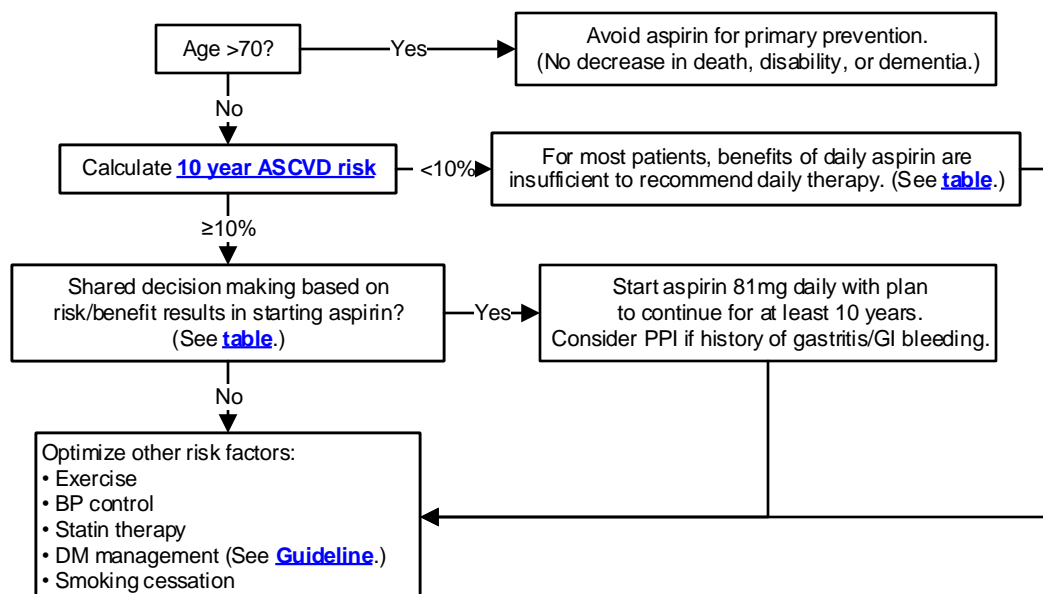 Age >70?
Yes
Avoid aspirin for primary prevention.
(No decrease in death, disability, or dementia.)
No
Calculate 10 year ASCVD risk
<10%
For most patients, benefits of daily aspirin are
insufficient to recommend daily therapy. (See table.)
≥10%
Shared decision making based on
risk/benefit results in starting aspirin?
(See table.)
Yes
Start aspirin 81mg daily with plan
to continue for at least 10 years.
Consider PPI if history of gastritis/GI bleeding.
No
Optimize other risk factors:
• Exercise
• BP control
• Statin therapy
• DM management (See Guideline.)
• Smoking cessation